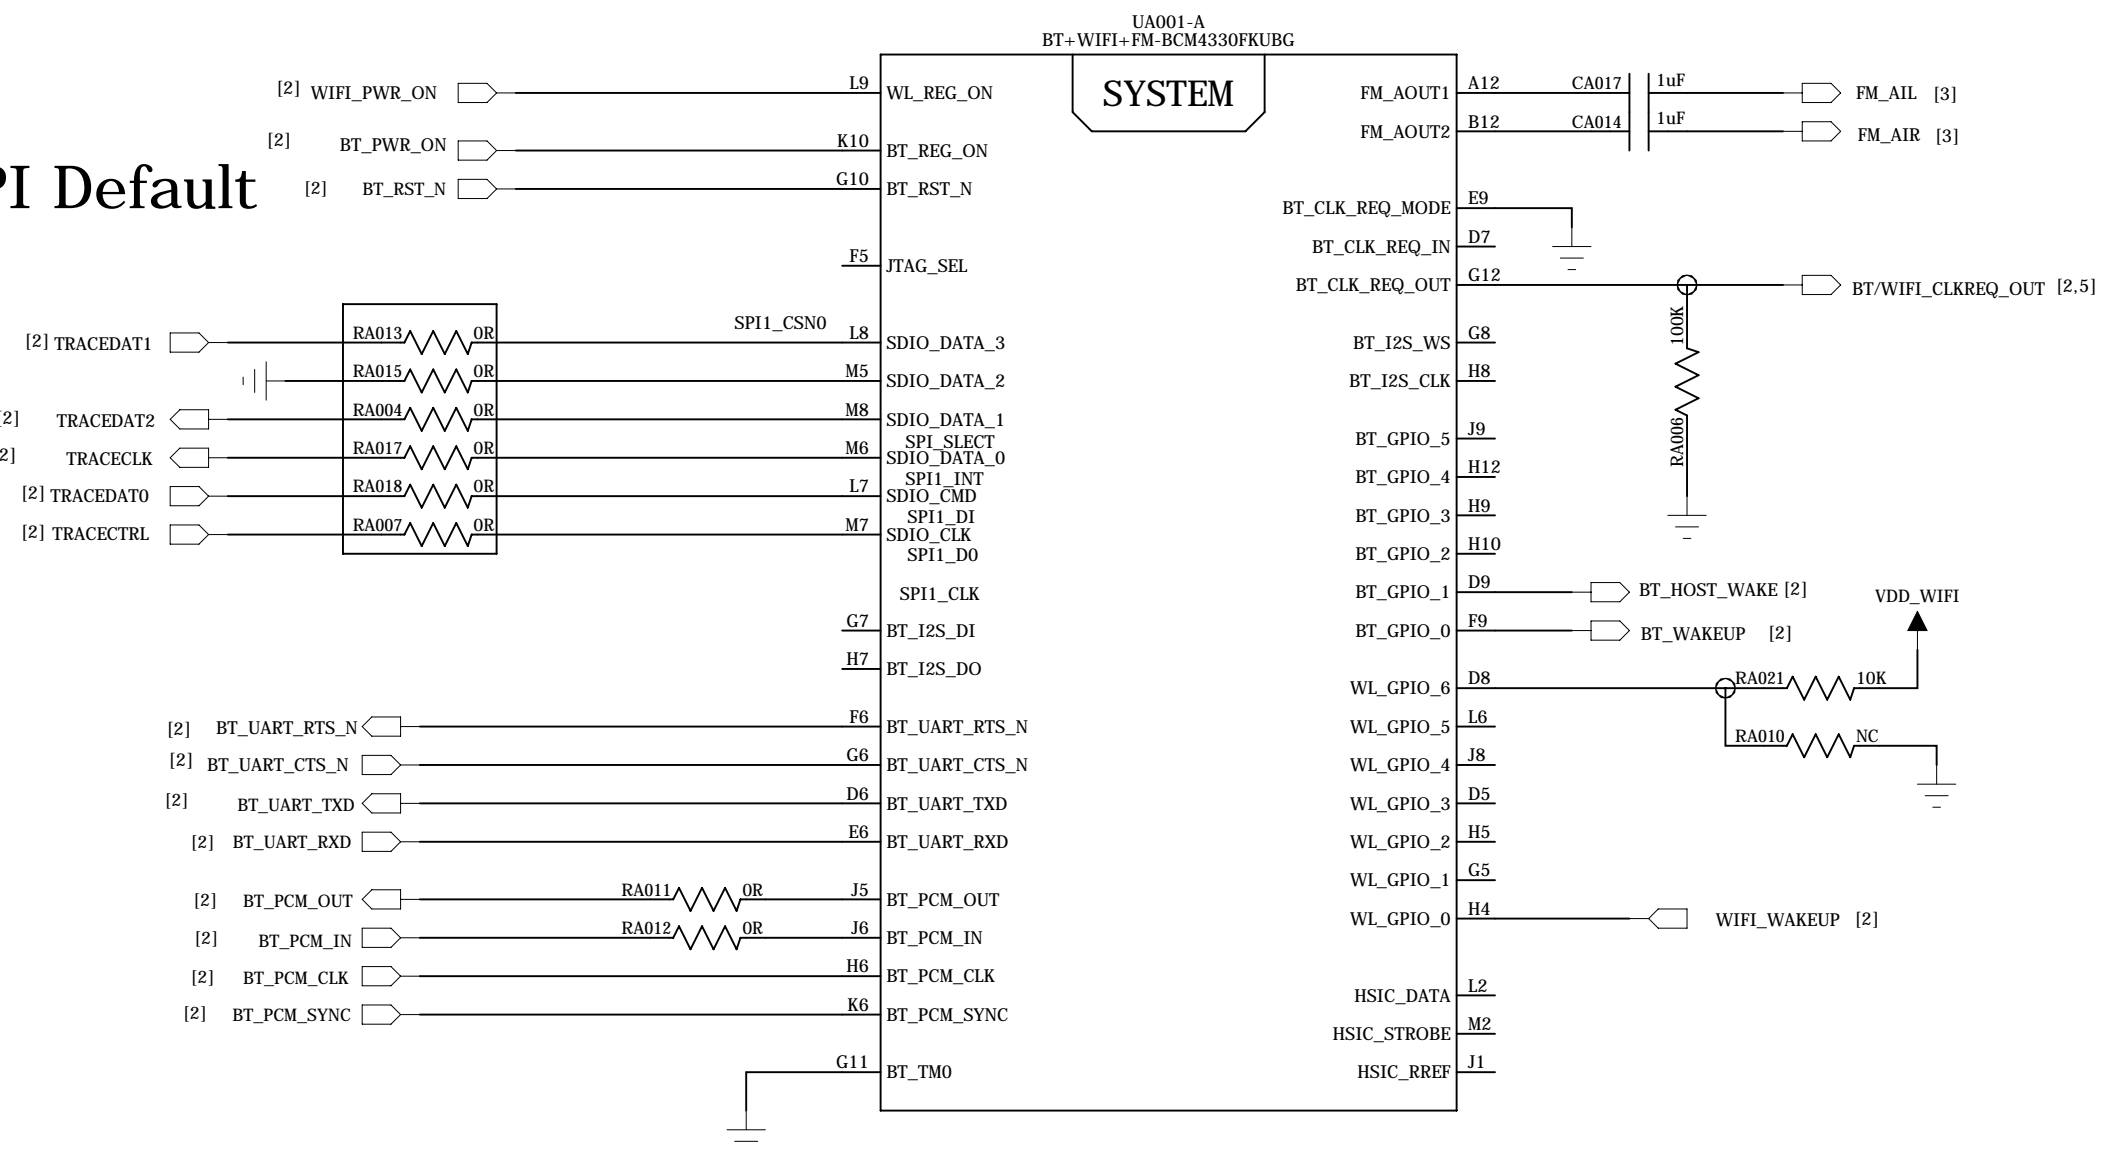 UA001-A
BT+WIFI+FM-BCM4330FKUBG
SYSTEM
[2] WIFI_PWR_ON L9 WL_REG_ON
[2] BT_PWR_ON K10 BT_REG_ON
PI Default
[2] BT_RST_N G10 BT_RST_N
F5 JTAG_SEL
SPI1_CSN0
[2] TRACEDAT1 RA013 0R L8 SDIO_DATA_3
RA015 0R M5 SDIO_DATA_2
[2] TRACEDAT2 RA004 0R M8 SDIO_DATA_1
SPI_SLECT
2] TRACECLK RA017 0R M6 SDIO_DATA_0
SPI1_INT
[2] TRACEDAT0 RA018 0R L7 SDIO_CMD
SPI1_DI
[2] TRACECTRL RA007 0R M7 SDIO_CLK
SPI1_D0
SPI1_CLK
G7 BT_I2S_DI
H7 BT_I2S_DO
[2] BT_UART_RTS_N F6 BT_UART_RTS_N
[2] BT_UART_CTS_N G6 BT_UART_CTS_N
[2] BT_UART_TXD D6 BT_UART_TXD
[2] BT_UART_RXD E6 BT_UART_RXD
[2] BT_PCM_OUT RA011 0R J5 BT_PCM_OUT
[2] BT_PCM_IN RA012 0R J6 BT_PCM_IN
[2] BT_PCM_CLK H6 BT_PCM_CLK
[2] BT_PCM_SYNC K6 BT_PCM_SYNC
G11 BT_TM0
FM_AOUT1 A12 CA017 1uF FM_AIL [3]
FM_AOUT2 B12 CA014 1uF FM_AIR [3]
BT_CLK_REQ_MODE E9
BT_CLK_REQ_IN D7
BT_CLK_REQ_OUT G12 BT/WIFI_CLKREQ_OUT [2,5]
100K
RA006
BT_I2S_WS G8
BT_I2S_CLK H8
BT_GPIO_5 J9
BT_GPIO_4 H12
BT_GPIO_3 H9
BT_GPIO_2 H10
BT_GPIO_1 D9 BT_HOST_WAKE [2]
VDD_WIFI
BT_GPIO_0 F9 BT_WAKEUP [2]
WL_GPIO_6 D8 RA021 10K
WL_GPIO_5 L6
RA010 NC
WL_GPIO_4 J8
WL_GPIO_3 D5
WL_GPIO_2 H5
WL_GPIO_1 G5
WL_GPIO_0 H4 WIFI_WAKEUP [2]
HSIC_DATA L2
HSIC_STROBE M2
HSIC_RREF J1